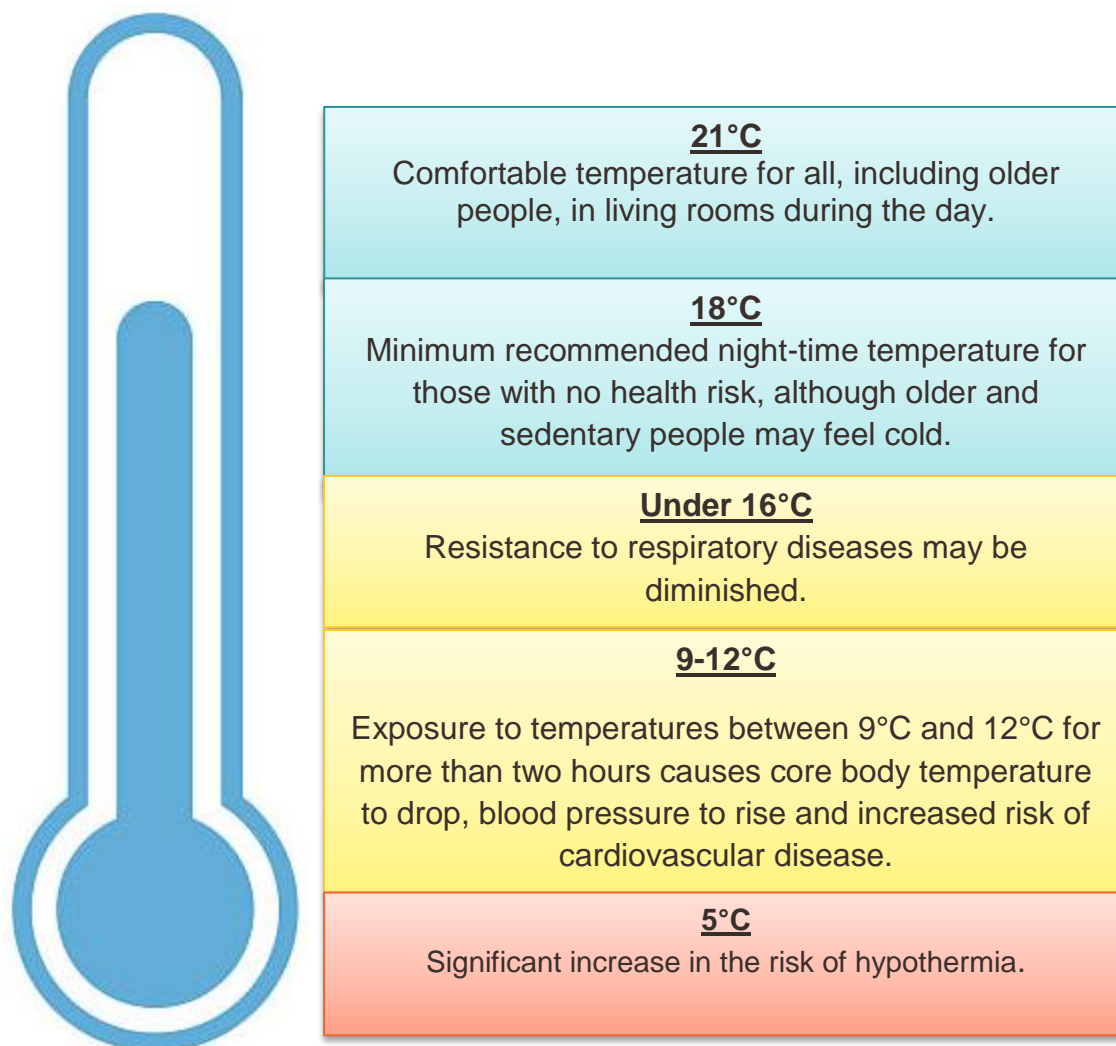 21°C
Comfortable temperature for all, including older
people, in living rooms during the day.
18°C
Minimum recommended night-time temperature for
those with no health risk, although older and
sedentary people may feel cold.
Under 16°C
Resistance to respiratory diseases may be
diminished.
9-12°C
Exposure to temperatures between 9°C and 12°C for
more than two hours causes core body temperature
to drop, blood pressure to rise and increased risk of
cardiovascular disease.
5°C
Significant increase in the risk of hypothermia.